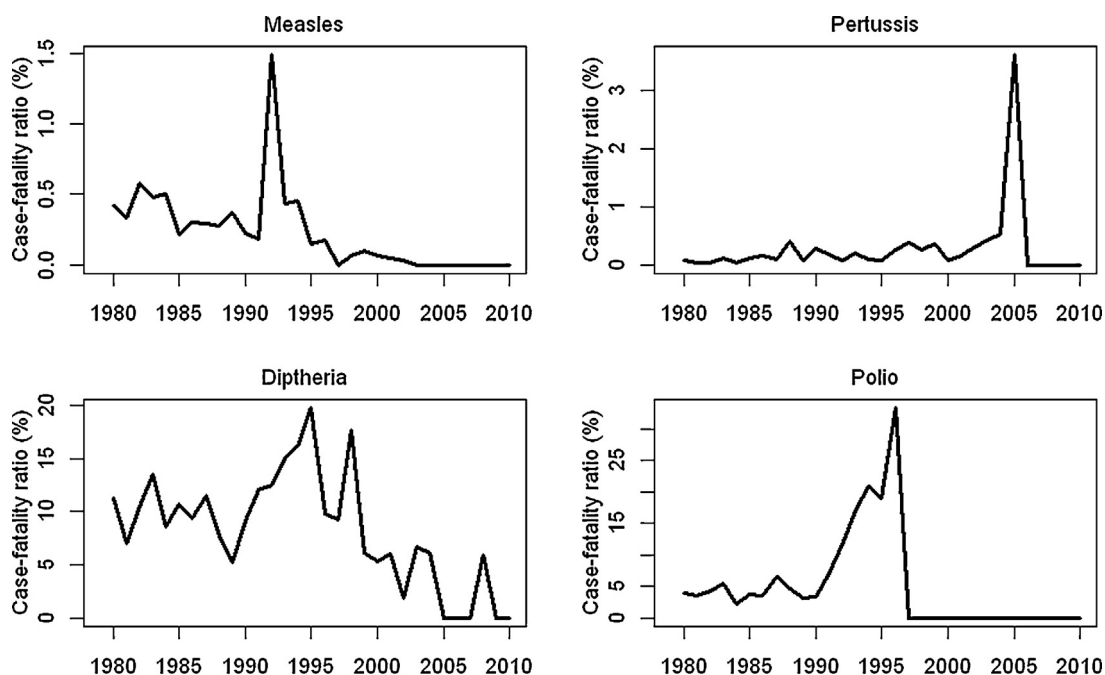 Measles
Case-fatality ratio (%)
0.0 0.5 1.0 1.5
1980 1985 1990 1995 2000 2005 2010
Pertussis
Case-fatality ratio (%)
0 1 2 3
1980 1985 1990 1995 2000 2005 2010
Diptheria
Case-fatality ratio (%)
0 5 10 15 20
1980 1985 1990 1995 2000 2005 2010
Polio
Case-fatality ratio (%)
0 5 15 25
1980 1985 1990 1995 2000 2005 2010